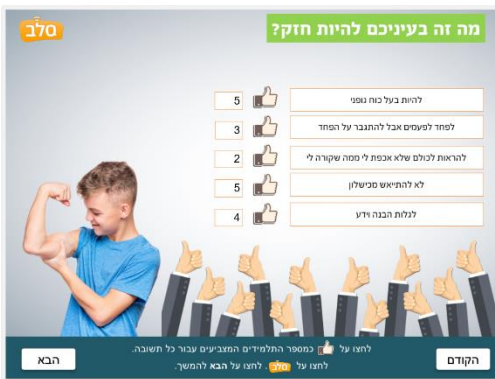 מה זה בעיניכם להיות חזק?
סלב
להיות בעל כוח גופני 5
לפחד לפעמים אבל להתגבר על הפחד 3
להראות לכולם שלא אכפת לי ממה שקורה לי 2
לא להתייאש מכישלון 5
לגלות הבנה וידע 4
לחצו על כמספר התלמידים המצביעים עבור כל תשובה.
לחצו על סלב. לחצו על הבא להמשך.
הקודם
הבא